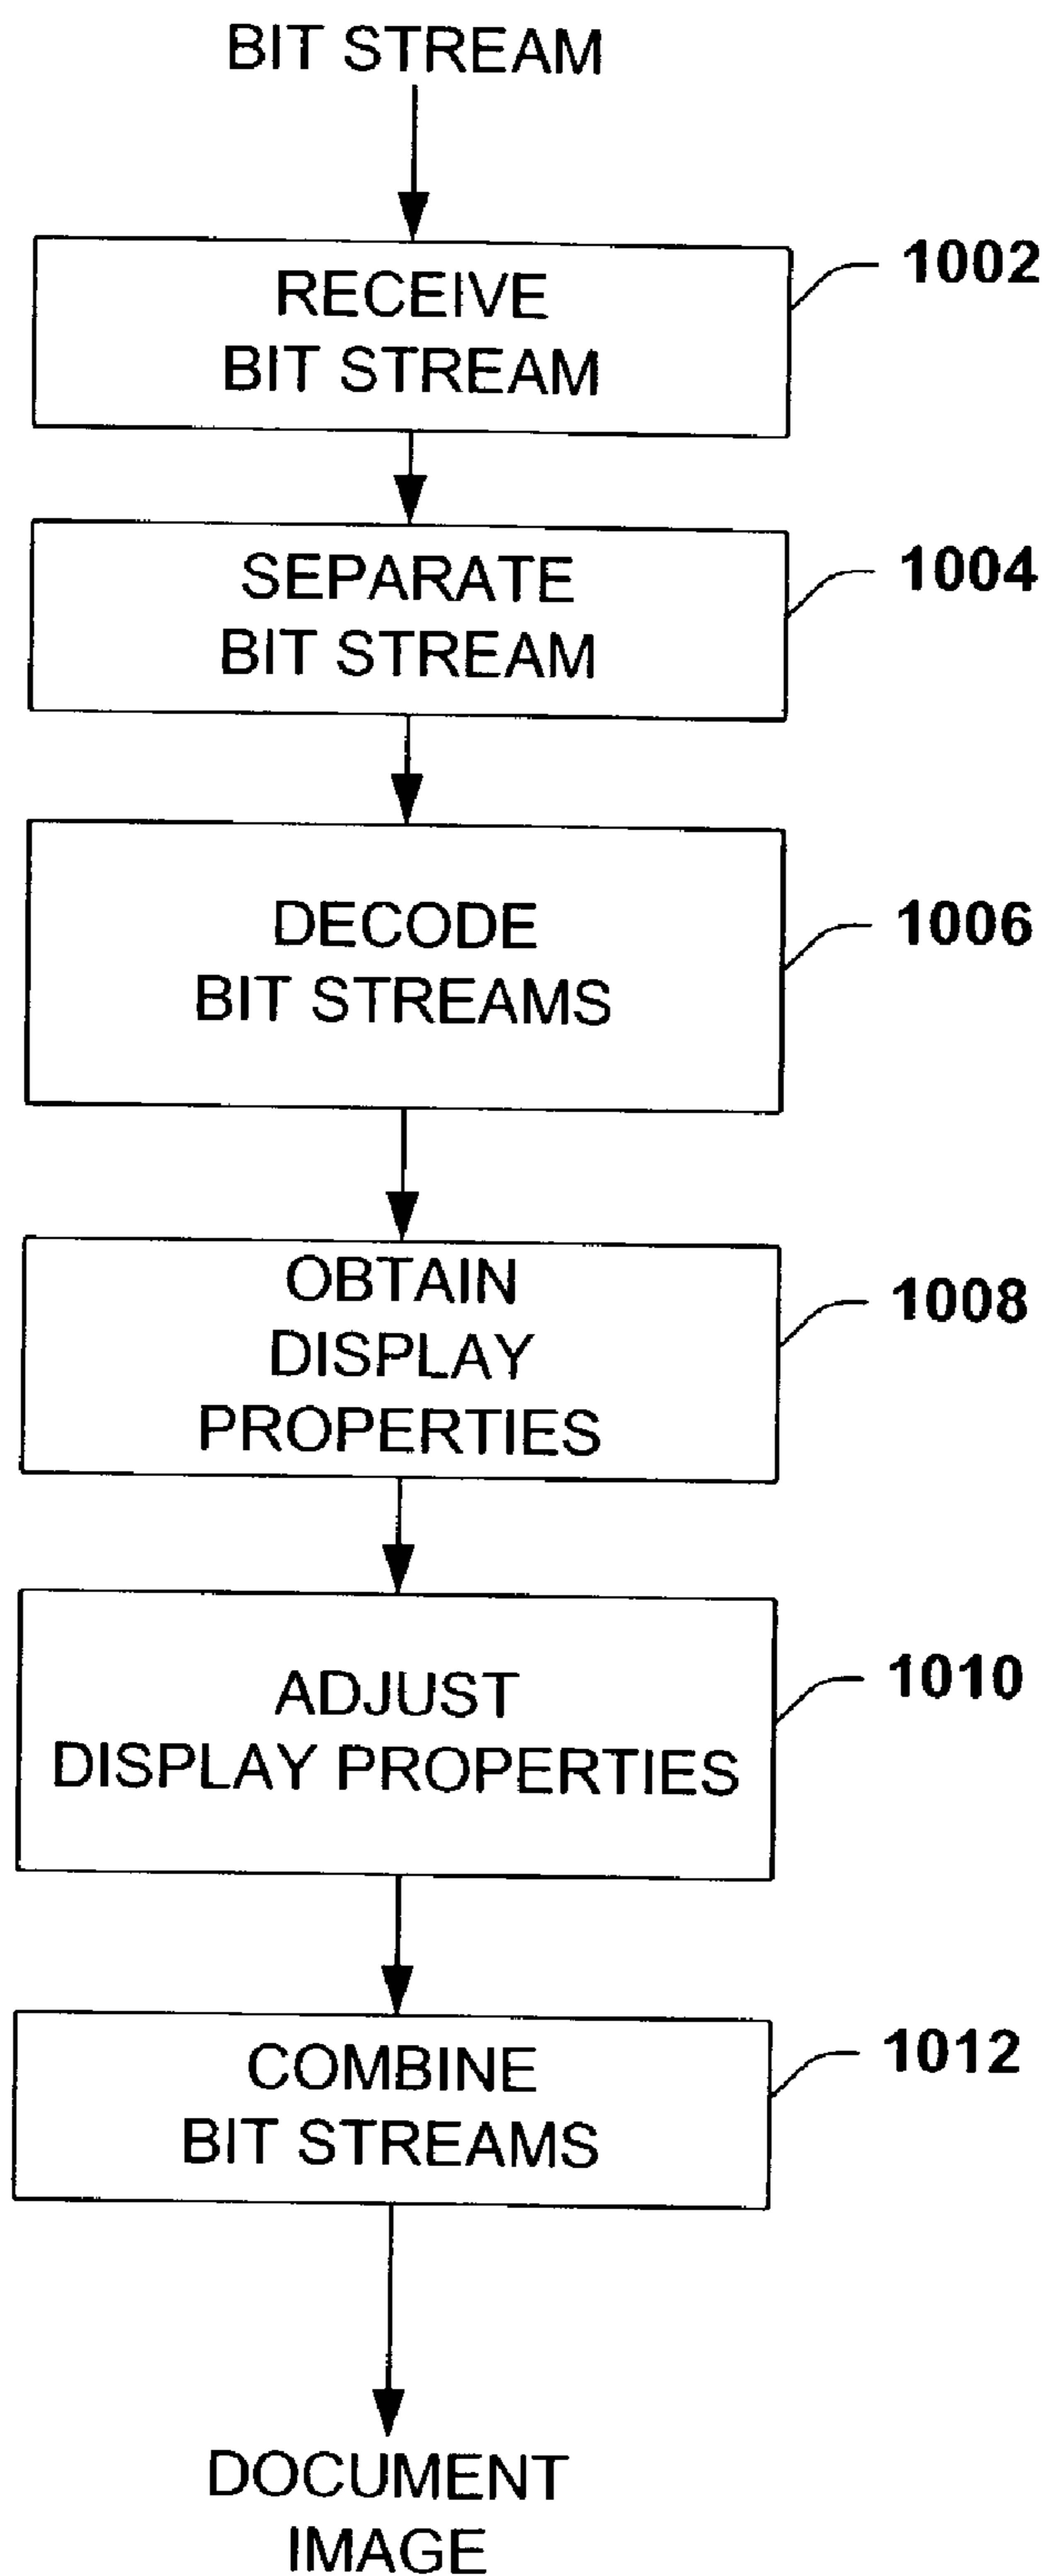 BIT STREAM
RECEIVE
BIT STREAM
1002
SEPARATE
BIT STREAM
1004
DECODE
BIT STREAMS
1006
OBTAIN
DISPLAY
PROPERTIES
1008
ADJUST
DISPLAY PROPERTIES
1010
COMBINE
BIT STREAMS
1012
DOCUMENT
IMAGE